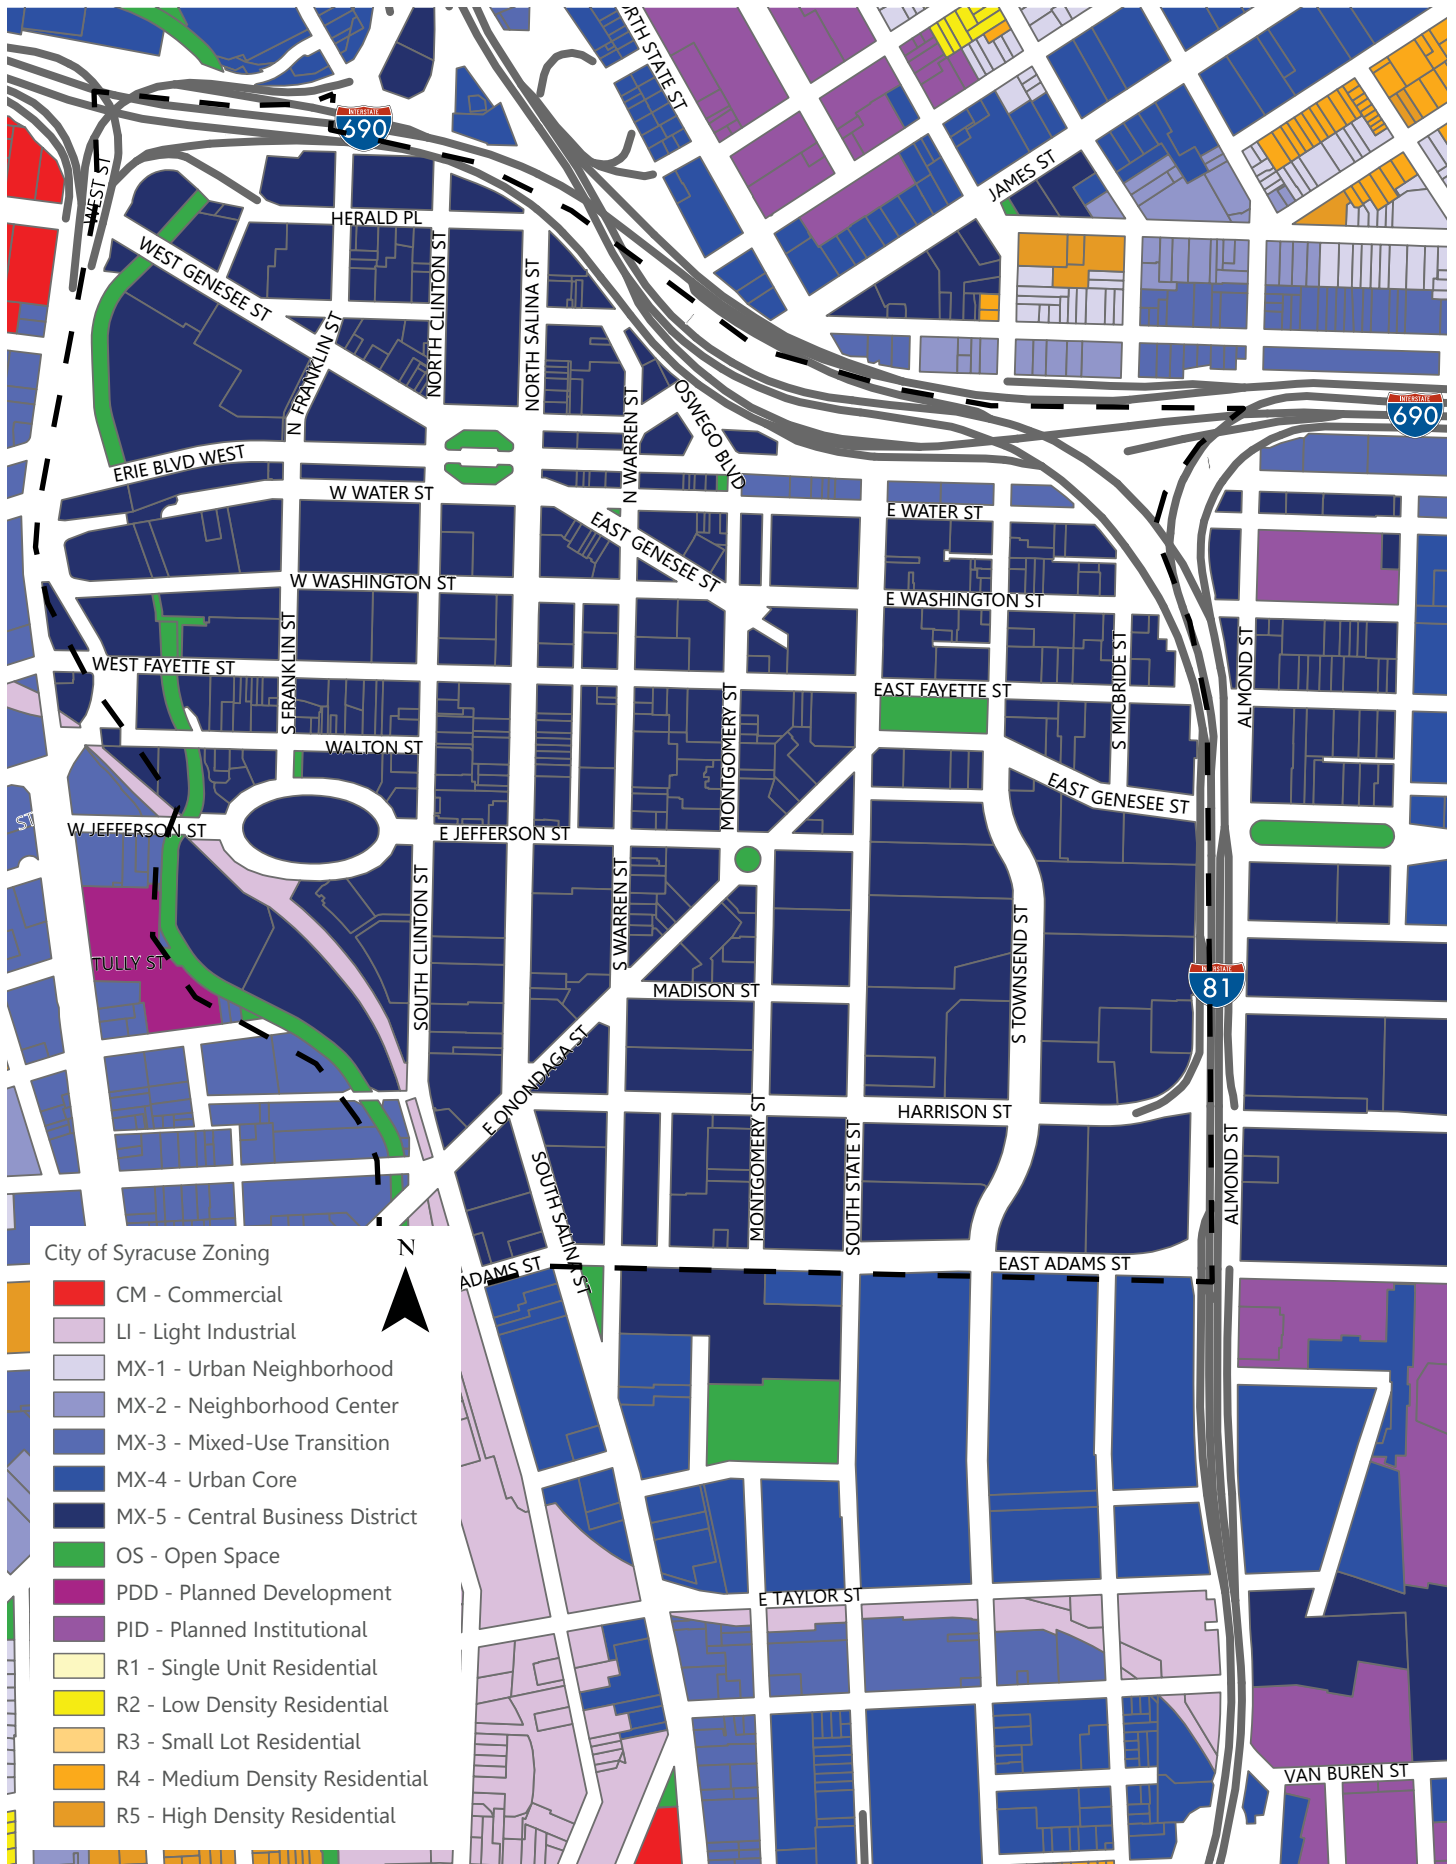 RTH STATE ST
INTERSTATE
690
JAMES ST
WEST ST
HERALD PL
WEST GENESEE ST
N FRANKLIN ST
NORTH CLINTON ST
NORTH SALINA ST
OSWEGO BLVD
N WARREN ST
INTERSTATE
690
ERIE BLVD WEST
W WATER ST
E WATER ST
EAST GENESEE ST
W WASHINGTON ST
E WASHINGTON ST
S FRANKLIN ST
WEST FAYETTE ST
EAST FAYETTE ST
S MICBRIDE ST
ALMOND ST
MONTGOMERY ST
WALTON ST
EAST GENESEE ST
ST
W JEFFERSON ST
E JEFFERSON ST
SOUTH CLINTON ST
S WARREN ST
S TOWNSEND ST
TULLY ST
MADISON ST
INTERSTATE
81
E ONONDAGA ST
HARRISON ST
MONTGOMERY ST
SOUTH STATE ST
ALMOND ST
SOUTH SALINA ST
ADAMS ST
EAST ADAMS ST
City of Syracuse Zoning
N
CM - Commercial
LI - Light Industrial
MX-1 - Urban Neighborhood
MX-2 - Neighborhood Center
MX-3 - Mixed-Use Transition
MX-4 - Urban Core
MX-5 - Central Business District
OS - Open Space
PDD - Planned Development
PID - Planned Institutional
R1 - Single Unit Residential
R2 - Low Density Residential
R3 - Small Lot Residential
R4 - Medium Density Residential
R5 - High Density Residential
E TAYLOR ST
VAN BUREN ST